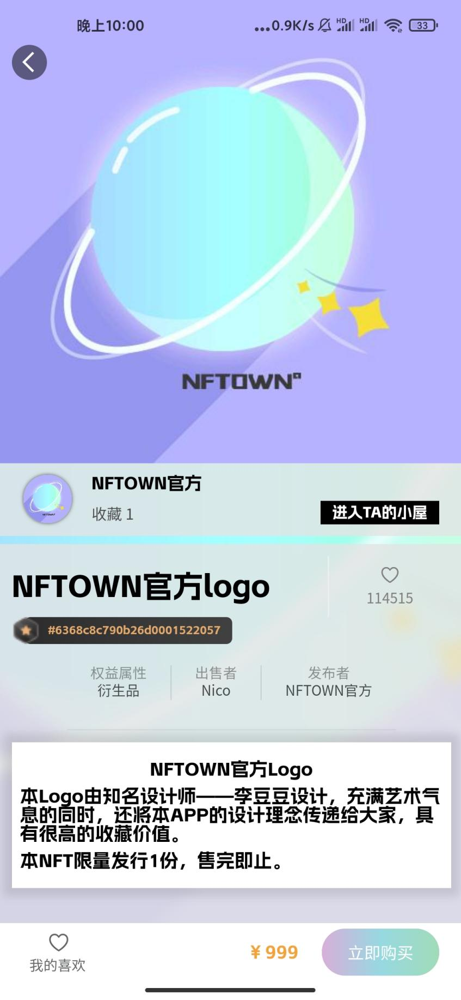 晚上10:00
...0.9K/s HD HD 33
NFTOWN
NFTOWN官方
收藏 1
进入TA的小屋
NFTOWN官方logo
114515
#6368c8c790b26d0001522057
权益属性 出售者 发布者
衍生品 Nico NFTOWN官方
NFTOWN官方Logo
本Logo由知名设计师——李豆豆设计，充满艺术气
息的同时，还将本APP的设计理念传递给大家，具
有很高的收藏价值。
本NFT限量发行1份，售完即止。
我的喜欢
¥ 999
立即购买